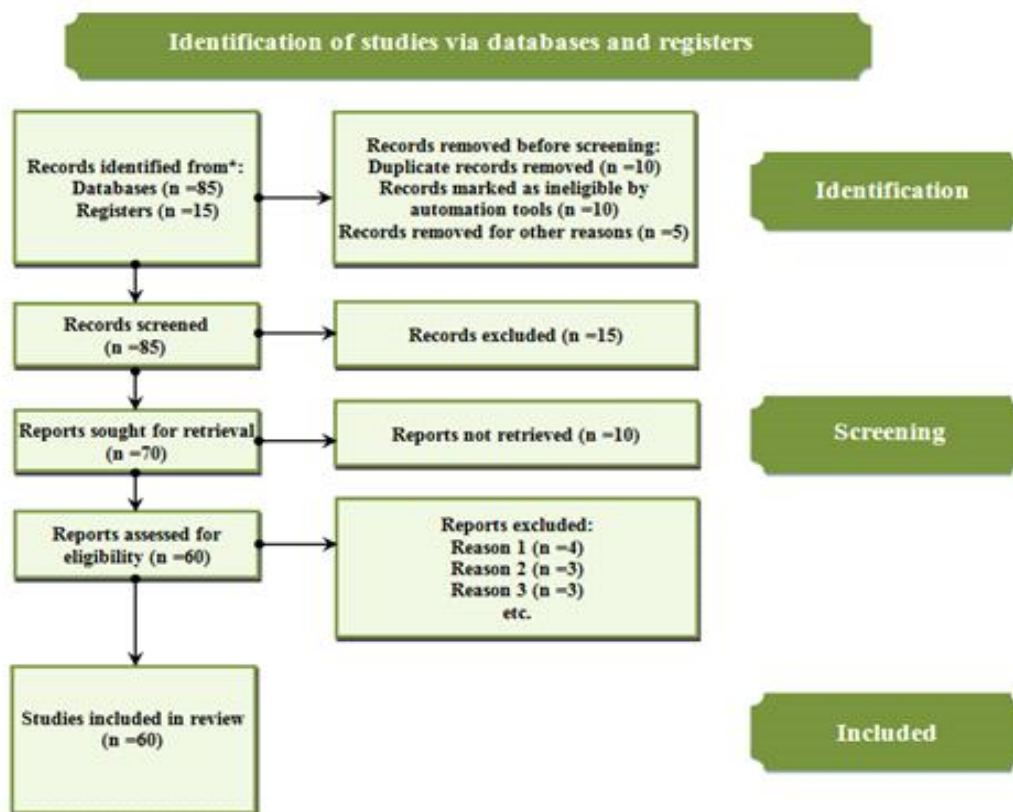 Identification of studies via databases and registers
Records identified from*:
Databases (n =85)
Registers (n =15)
Records removed before screening:
Duplicate records removed (n =10)
Records marked as ineligible by
automation tools (n =10)
Records removed for other reasons (n =5)
Identification
Records screened
(n =85)
Records excluded (n =15)
Reports sought for retrieval
(n =70)
Reports not retrieved (n =10)
Screening
Reports assessed for
eligibility (n =60)
Reports excluded:
Reason 1 (n =4)
Reason 2 (n =3)
Reason 3 (n =3)
etc.
Studies included in review
(n =60)
Included